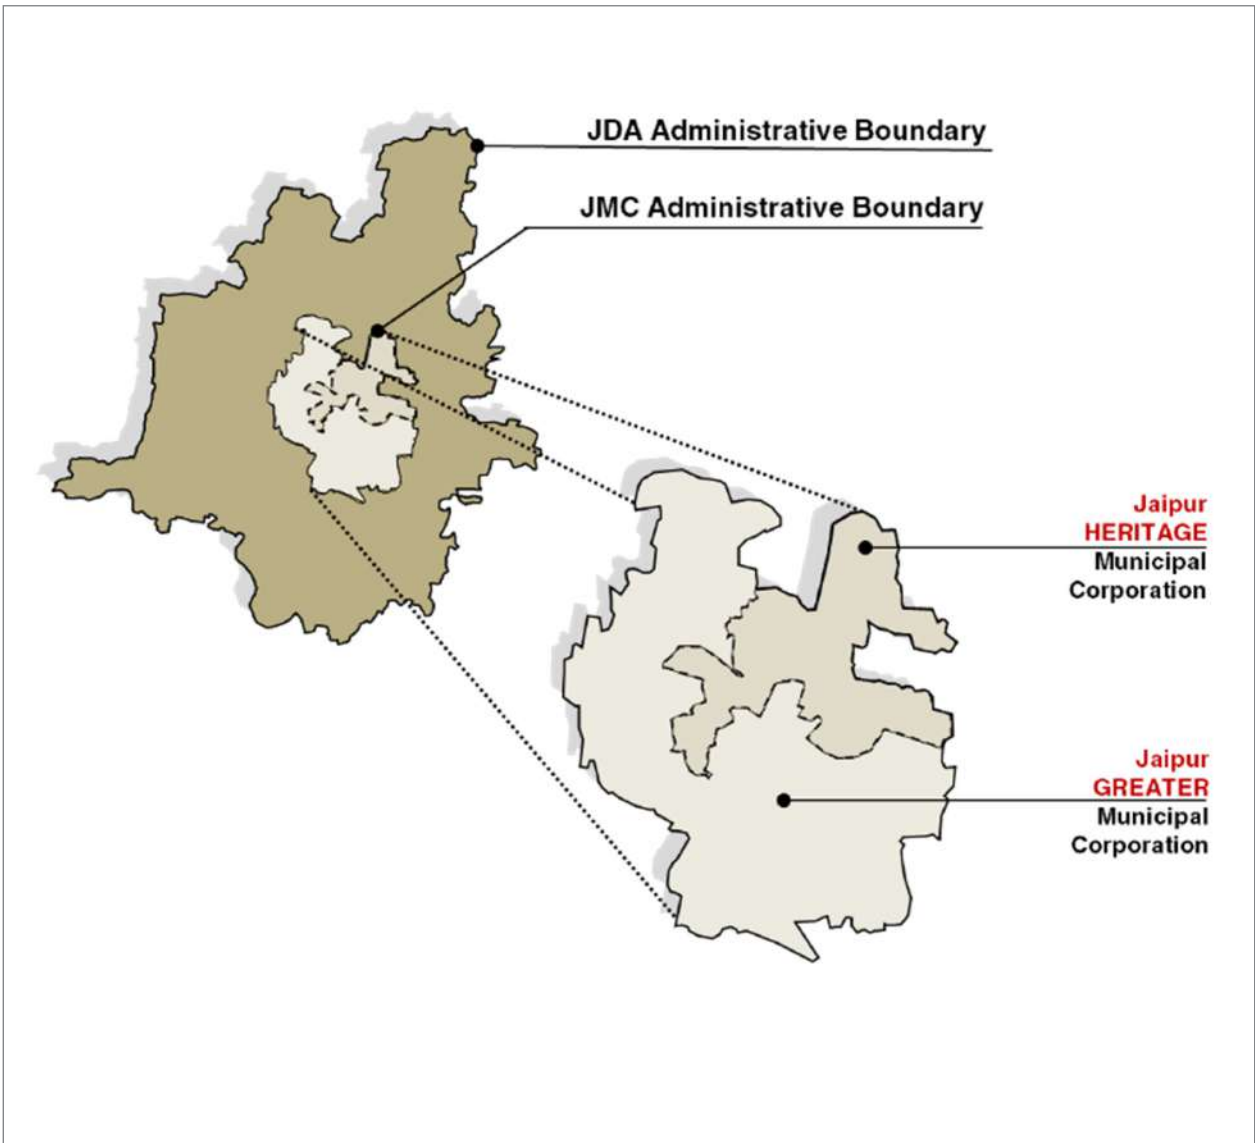 JDA Administrative Boundary
JMC Administrative Boundary
Jaipur
HERITAGE
Municipal
Corporation
Jaipur
GREATER
Municipal
Corporation